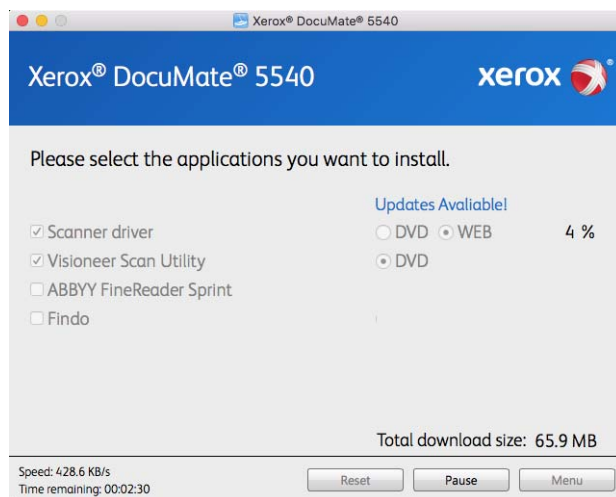 Xerox® DocuMate® 5540
Xerox® DocuMate® 5540
xerox ®
Please select the applications you want to install.
Updates Avaliable!
Scanner driver DVD WEB 4 %
Visioneer Scan Utility DVD
ABBYY FineReader Sprint
Findo
Total download size: 65.9 MB
Speed: 428.6 KB/s
Time remaining: 00:02:30
Reset Pause Menu